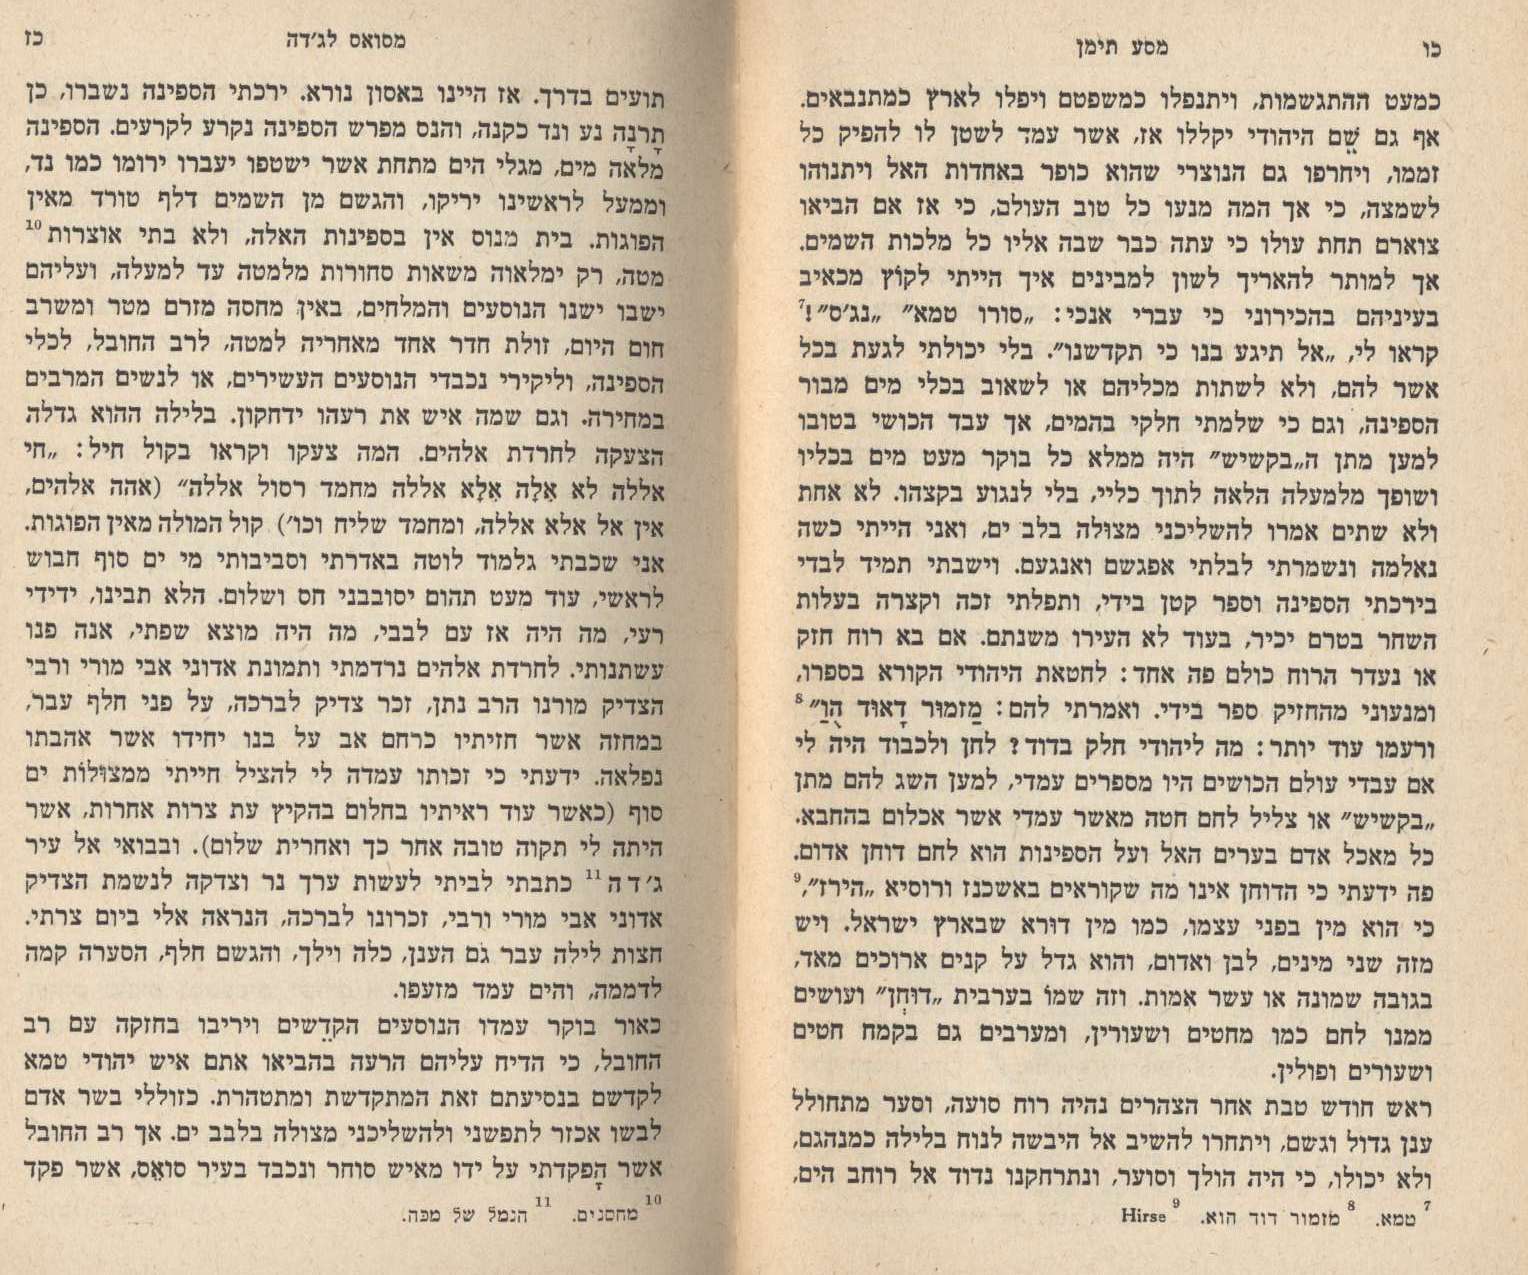 כו
מסע תימן
כמעט ההתגשמות, ויתנפלו כמשפטם ויפלו לארץ כמתנבאים.
אף גם שֵׁם היהודי יקללו אז, אשר עמד לשטן לו להפיק כל
זממו, ויחרפו גם הנוצרי שהוא כופר באחדות האל ויתנוהו
לשמצה, כי אך המה מנעו כל טוב העולם, כי אז אם הביאו
צוארם תחת עולו כי עתה כבר שבה אליו כל מלכות השמים.
אך למותר להאריך לשון למבינים איך הייתי לקוֹץ מכאיב
בעיניהם בהכירוני כי עברי אנכי: „סורו טמא״ „נג׳ס״!⁷
קראו לי, „אל תיגע בנו כי תקדשנו״. בלי יכולתי לגעת בכל
אשר להם, ולא לשתות מכליהם או לשאוב בכלי מים מבור
הספינה, וגם כי שלמתי חלקי בהמים, אך עבד הכושי בטובו
למען מתן ה„בקשיש״ היה ממלא כל בוקר מעט מים בכליו
ושופך מלמעלה הלאה לתוך כליי, בלי לנגוע בקצהו. לא אחת
ולא שתים אמרו להשליכני מצוּלה בלב ים, ואני הייתי כשה
נאלמה ונשמרתי לבלתי אפגשם ואנגעם. וישבתי תמיד לבדי
בירכתי הספינה וספר קטן בידי, ותפלתי זכה וקצרה בעלות
השחר בטרם יכיר, בעוד לא העירו משנתם. אם בא רוח חזק
או נעדר הרוח כולם פה אחד: לחטאת היהודי הקורא בספרו,
ומנעוני מהחזיק ספר בידי. ואמרתי להם: מַזמוּר דָאוּד הֻוַ״⁸
ורעמו עוד יותר: מה ליהודי חלק בדוד? לחן ולכבוד היה לי
אם עבדי עולם הכושים היו מספרים עמדי, למען השג להם מתן
„בקשיש״ או צליל לחם חטה מאשר עמדי אשר אכלום בהחבא.
כל מאכל אדם בערים האל ועל הספינות הוא לחם דוחן אדום.
פה ידעתי כי הדוחן אינו מה שקוראים באשכנז ורוסיא „הירז״,⁹
כי הוא מין בפני עצמו, כמו מין דוּרא שבארץ ישראל. ויש
מזה שני מינים, לבן ואדום, והוא גדל על קנים ארוכים מאד,
בגובה שמונה או עשר אמות. וזה שמוֹ בערבית „דוּחְן״ ועושים
ממנו לחם כמו מחטים ושעורין, ומערבים גם בקמח חטים
ושעורים ופולין.
ראש חודש טבת אחר הצהרים נהיה רוח סועה, וסער מתחולל
ענן גדול וגשם, ויתחרו להשיב אל היבשה לנוח בלילה כמנהגם,
ולא יכולו, כי היה הולך וסוער, ונתרחקנו נדוד אל רוחב הים,
⁷ טמא. ⁸ מזמור דוד הוא. ⁹ Hirse
מסואס לג׳דה
כז
תועים בדרך. אז היינו באסון נורא. ירכתי הספינה נשברו, כן
תָרנָה נע ונד כקנה, והנס מפרש הספינה נקרע לקרעים. הספינה
מלאה מים, מגלי הים מתחת אשר ישטפו יעברו ירומו כמו נד,
וממעל לראשינו יריקו, והגשם מן השמים דלף טורד מאין
הפוגות. בית מנוס אין בספינות האלה, ולא בתי אוצרות¹⁰
מטה, רק ימלאוה משאות סחורות מלמטה עד למעלה, ועליהם
ישבו ישנו הנוסעים והמלחים, באין מחסה מזרם מטר ומשרב
חום היום, זולת חדר אחד מאחריה למטה, לרב החובל, לכלי
הספינה, וליקירי נכבדי הנוסעים העשירים, או לנשים המרבים
במחירה. וגם שמה איש את רעהו ידחקון. בלילה ההוא גדלה
הצעקה לחרדת אלהים. המה צעקו וקראו בקול חיל: „חי
אללה לא אִלָה אִלָא אללה מחמד רסול אללה״ (אהה אלהים,
אין אל אלא אללה, ומחמד שליח וכו׳) קול המולה מאין הפוגות.
אני שכבתי גלמוד לוטה באדרתי וסביבותי מי ים סוף חבוש
לראשי, עוד מעט תהום יסובבני חס ושלום. הלא תבינו, ידידי
רעי, מה היה אז עם לבבי, מה היה מוצא שפתי, אנה פנו
עשתנותי. לחרדת אלהים נרדמתי ותמונת אדוני אבי מורי ורבי
הצדיק מורנו הרב נתן, זכר צדיק לברכה, על פני חלף עבר,
במחזה אשר חזיתיו כרחם אב על בנו יחידו אשר אהבתו
נפלאה. ידעתי כי זכותו עמדה לי להציל חייתי ממצוּלות ים
סוף (כאשר עוד ראיתיו בחלום בהקיץ עת צרות אחרות, אשר
היתה לי תקוה טובה אחר כך ואחרית שלום). ובבואי אל עיר
ג׳דה¹¹ כתבתי לביתי לעשות ערך נר וצדקה לנשמת הצדיק
אדוני אבי מורי ורבי, זכרונו לברכה, הנראה אלי ביום צרתי.
חצות לילה עבר גם הענן, כלה וילך, והגשם חלף, הסערה קמה
לדממה, והים עמד מזעפו.
כאור בוקר עמדו הנוסעים הקדֵשים ויריבו בחזקה עם רב
החובל, כי הדיח עליהם הרעה בהביאו אתם איש יהודי טמא
לקדשם בנסיעתם זאת המתקדשת ומתטהרת. כזוללי בשר אדם
לבשו אכזר לתפשני ולהשליכני מצולה בלבב ים. אך רב החובל
אשר הָפקדתי על ידו מאיש סוחר ונכבד בעיר סואֵס, אשר פקד
¹⁰ מחסנים. ¹¹ הנמל של מכה.